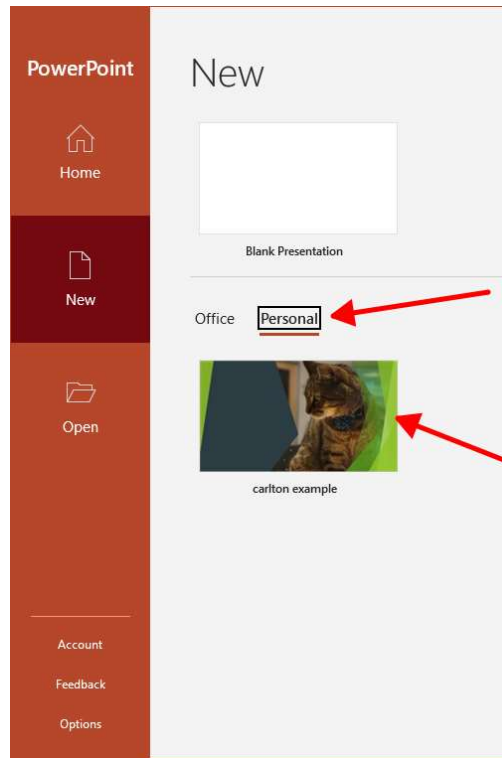 PowerPoint
Home
New
Open
Account
Feedback
Options
New
Blank Presentation
Office Personal
carlton example